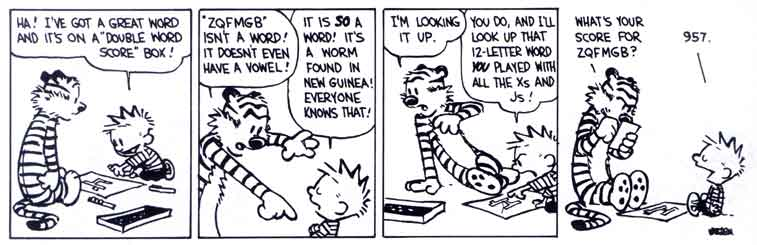 HA! I'VE GOT A GREAT WORD
AND IT'S ON A "DOUBLE WORD
SCORE" BOX!
"ZQFMGB"
ISN'T A WORD!
IT DOESN'T EVEN
HAVE A VOWEL!
IT IS SO A
WORD! IT'S
A WORM
FOUND IN
NEW GUINEA!
EVERYONE
KNOWS THAT!
I'M LOOKING
IT UP.
YOU DO, AND I'LL
LOOK UP THAT
12-LETTER WORD
YOU PLAYED WITH
ALL THE Xs AND
Js!
WHAT'S YOUR
SCORE FOR
ZQFMGB?
957.